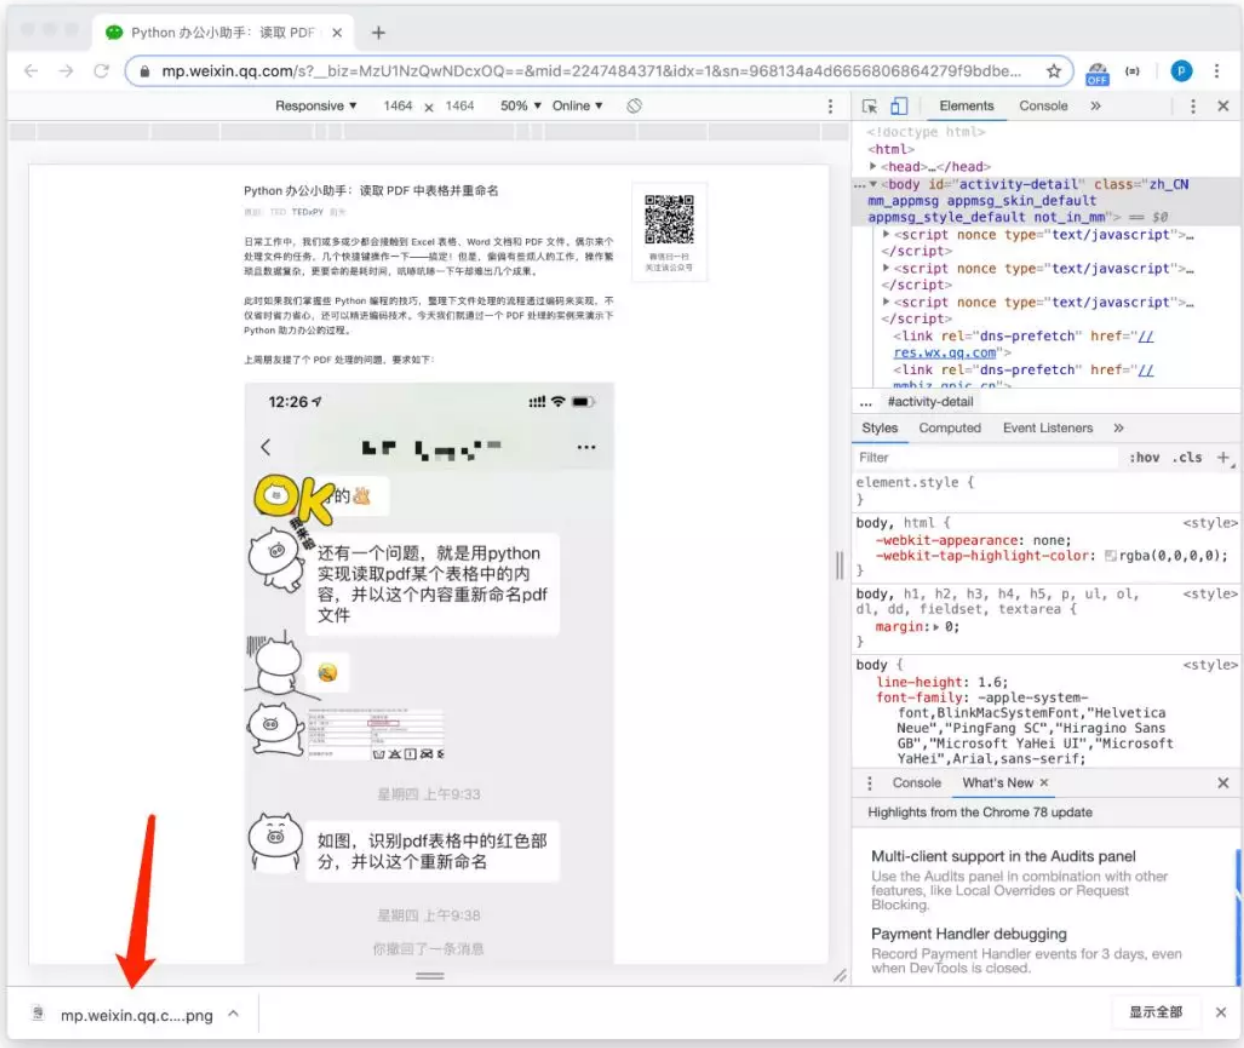 Python 办公小助手：读取 PDF
mp.weixin.qq.com/s?__biz=MzU1NzQwNDcxOQ==&mid=2247484371&idx=1&sn=968134a4d6656806864279f9bdbe...
OFF
p
Responsive ▼ 1464 × 1464 50% ▼ Online ▼
Elements Console »
<!doctype html>
<html>
<head>…</head>
<body id="activity-detail" class="zh_CN
mm_appmsg appmsg_skin_default
appmsg_style_default not_in_mm"> == $0
<script nonce type="text/javascript">…
</script>
<script nonce type="text/javascript">…
</script>
<script nonce type="text/javascript">…
</script>
<link rel="dns-prefetch" href="//
res.wx.qq.com">
<link rel="dns-prefetch" href="//
mmbiz.qpic.cn">
... #activity-detail
Styles Computed Event Listeners »
Filter :hov .cls +
element.style {
}
body, html { <style>
-webkit-appearance: none;
-webkit-tap-highlight-color: rgba(0,0,0,0);
}
body, h1, h2, h3, h4, h5, p, ul, ol, <style>
dl, dd, fieldset, textarea {
margin: 0;
}
body { <style>
line-height: 1.6;
font-family: -apple-system-
font,BlinkMacSystemFont,"Helvetica
Neue","PingFang SC","Hiragino Sans
GB","Microsoft YaHei UI","Microsoft
YaHei",Arial,sans-serif;
Console What's New ×
Highlights from the Chrome 78 update
Multi-client support in the Audits panel
Use the Audits panel in combination with other
features, like Local Overrides or Request
Blocking.
Payment Handler debugging
Record Payment Handler events for 3 days, even
when DevTools is closed.
Python 办公小助手：读取 PDF 中表格并重命名
TED TEDxPY
微信扫一扫
关注该公众号
日常工作中，我们或多或少都会接触到 Excel 表格、Word 文档和 PDF 文件。偶尔来个
处理文件的任务，几个快捷键操作一下——搞定！但是，偏偏有些烦人的工作，操作繁
琐且数据复杂，更要命的是耗时间，吭哧吭哧一下午却难出几个成果。
此时如果我们掌握些 Python 编程的技巧，整理下文件处理的流程通过编码来实现，不
仅省时省力省心，还可以精进编码技术。今天我们就通过一个 PDF 处理的实例来演示下
Python 助力办公的过程。
上周朋友提了个 PDF 处理的问题，要求如下：
12:26
OK
的
还有一个问题，就是用python
实现读取pdf某个表格中的内
容，并以这个内容重新命名pdf
文件
星期四 上午9:33
如图，识别pdf表格中的红色部
分，并以这个重新命名
星期四 上午9:38
你撤回了一条消息
mp.weixin.qq.c....png
显示全部